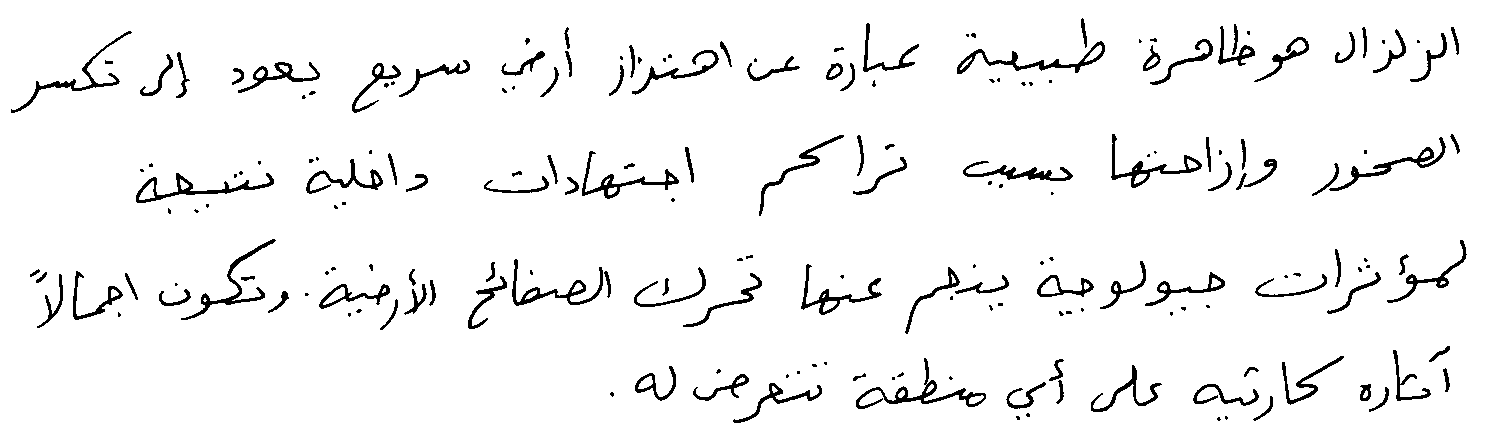 الزلزال هو ظاهرة طبيعية عبارة عن اهتزاز أرضي سريع يعود إلى تكسر
الصخور وإزاحتها بسبب تراكم اجتهادات داخلية نتيجة
لمؤثرات جيولوجية ينجم عنها تحرك الصفائح الأرضية. وتكون اجمالاً
آثاره كارثيه على أي منطقة تتعرض له.